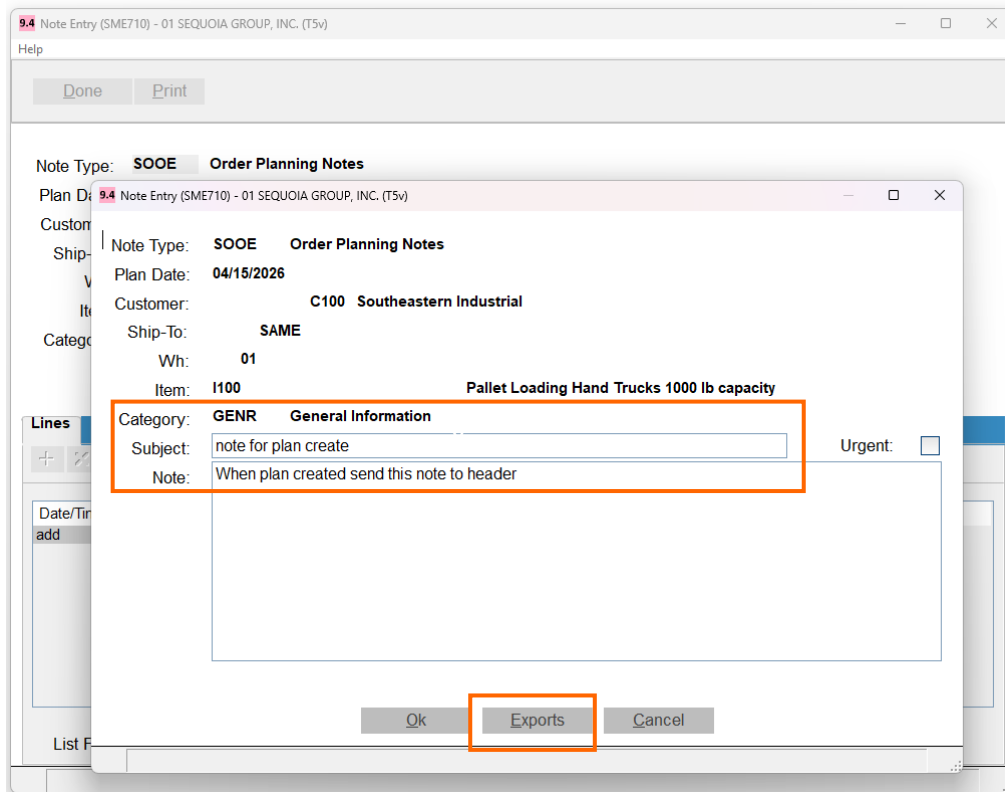 9.4 Note Entry (SME710) - 01 SEQUOIA GROUP, INC. (T5v)
Help
Done Print
Note Type: SOOE Order Planning Notes
Plan Da
Custom
Ship-
W
Ite
Catego
Lines
Date/Tim
add
List F
9.4 Note Entry (SME710) - 01 SEQUOIA GROUP, INC. (T5v)
Note Type: SOOE Order Planning Notes
Plan Date: 04/15/2026
Customer: C100 Southeastern Industrial
Ship-To: SAME
Wh: 01
Item: I100 Pallet Loading Hand Trucks 1000 lb capacity
Category: GENR General Information
Subject: note for plan create Urgent:
Note: When plan created send this note to header
Ok Exports Cancel